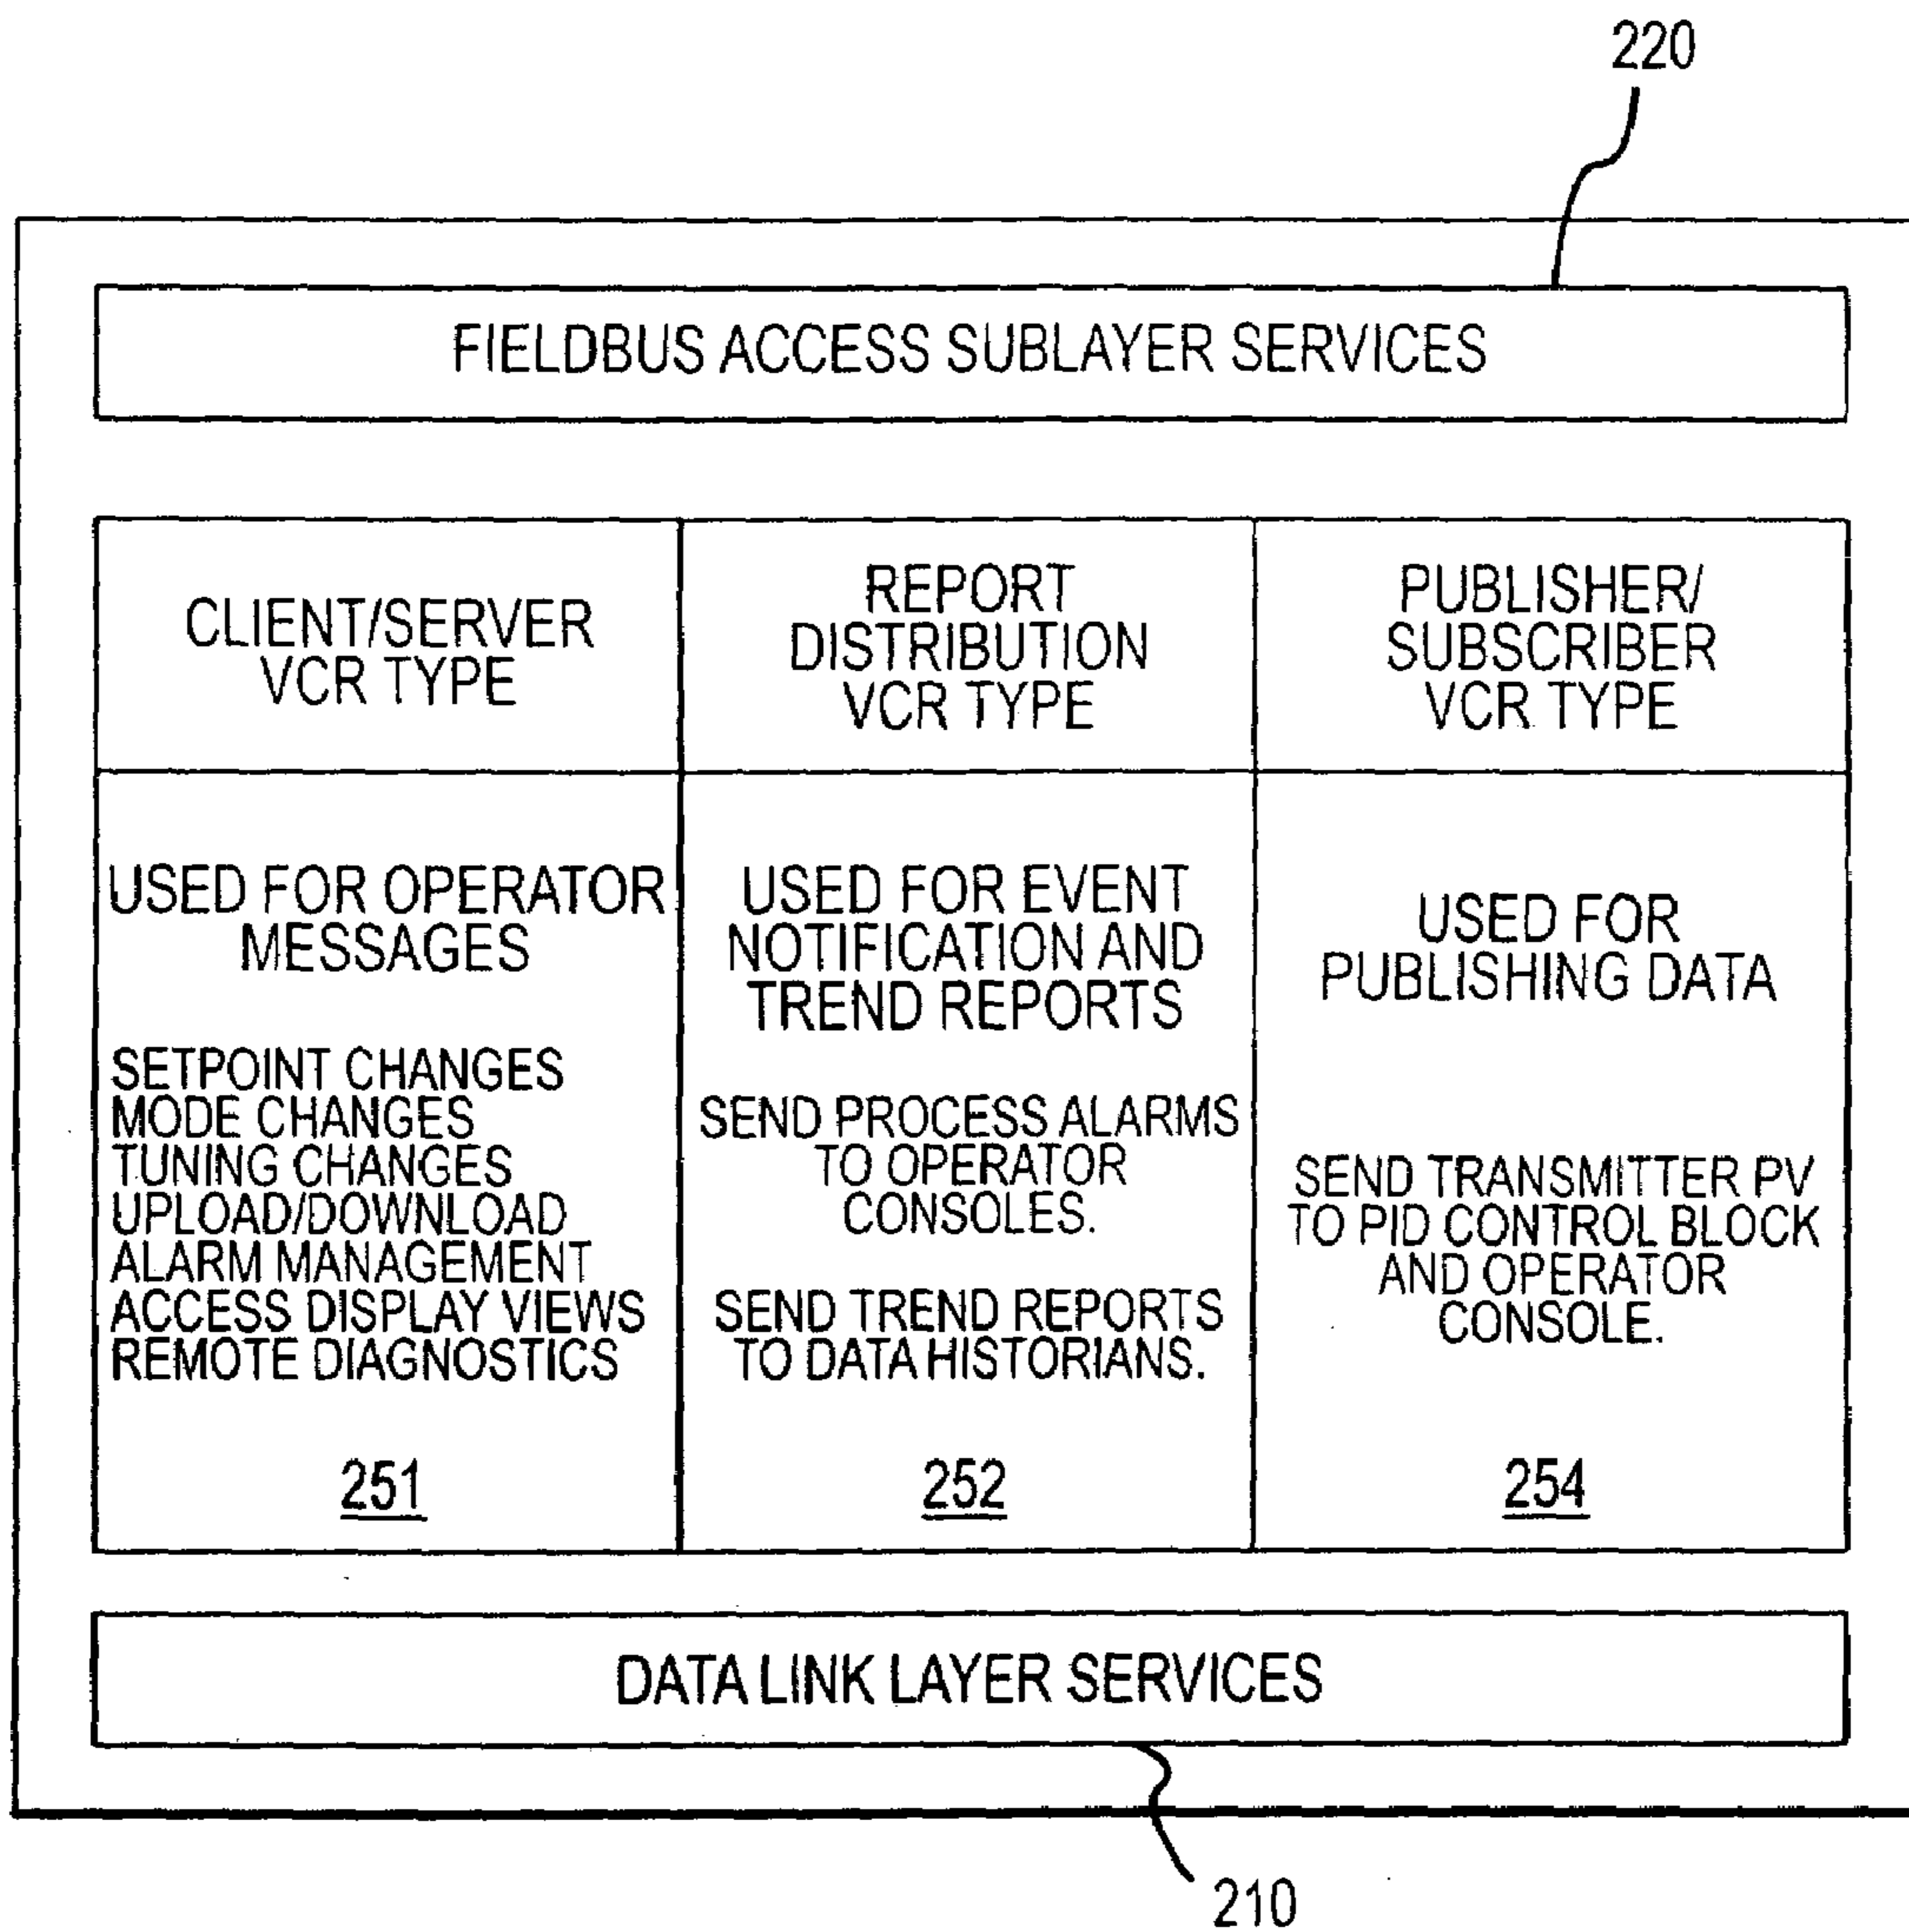 220
FIELDBUS ACCESS SUBLAYER SERVICES
CLIENT/SERVER
VCR TYPE
REPORT
DISTRIBUTION
VCR TYPE
PUBLISHER/
SUBSCRIBER
VCR TYPE
USED FOR OPERATOR
MESSAGES
SETPOINT CHANGES
MODE CHANGES
TUNING CHANGES
UPLOAD/DOWNLOAD
ALARM MANAGEMENT
ACCESS DISPLAY VIEWS
REMOTE DIAGNOSTICS
251
USED FOR EVENT
NOTIFICATION AND
TREND REPORTS
SEND PROCESS ALARMS
TO OPERATOR
CONSOLES.
SEND TREND REPORTS
TO DATA HISTORIANS.
252
USED FOR
PUBLISHING DATA
SEND TRANSMITTER PV
TO PID CONTROL BLOCK
AND OPERATOR
CONSOLE.
254
DATA LINK LAYER SERVICES
210